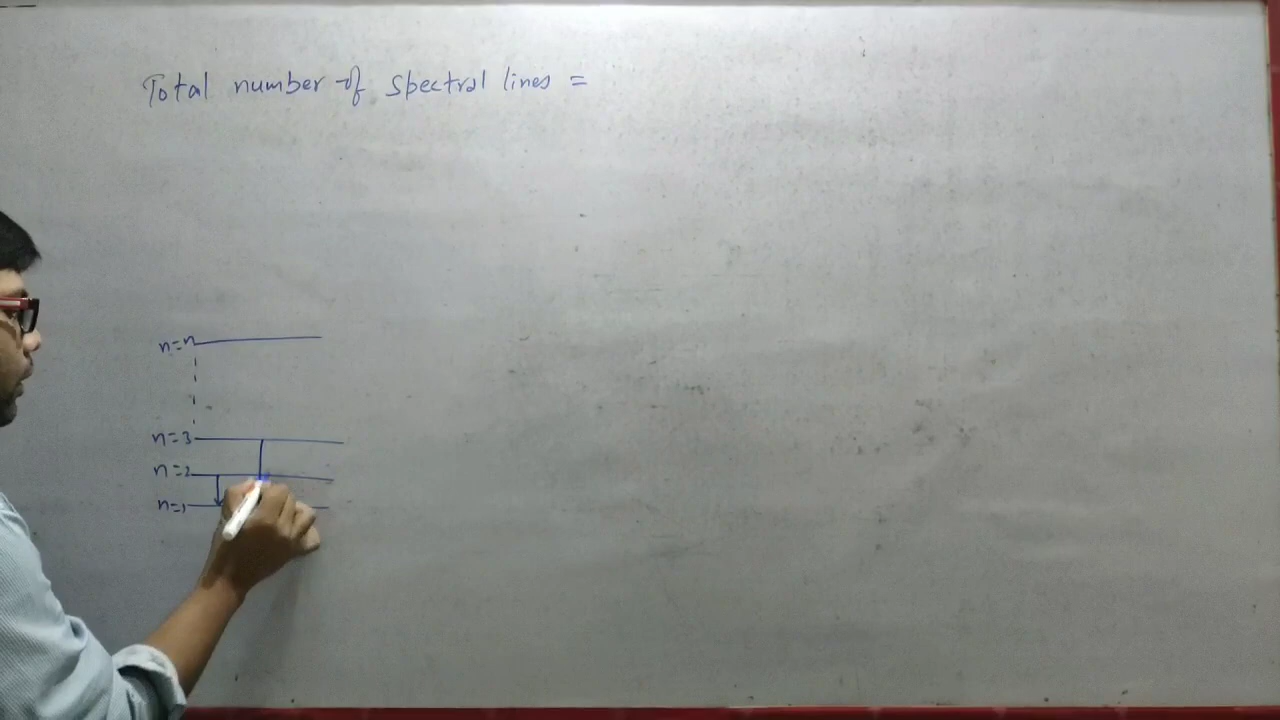 Total number of spectral lines =
n=n
n=3
n=2
n=1